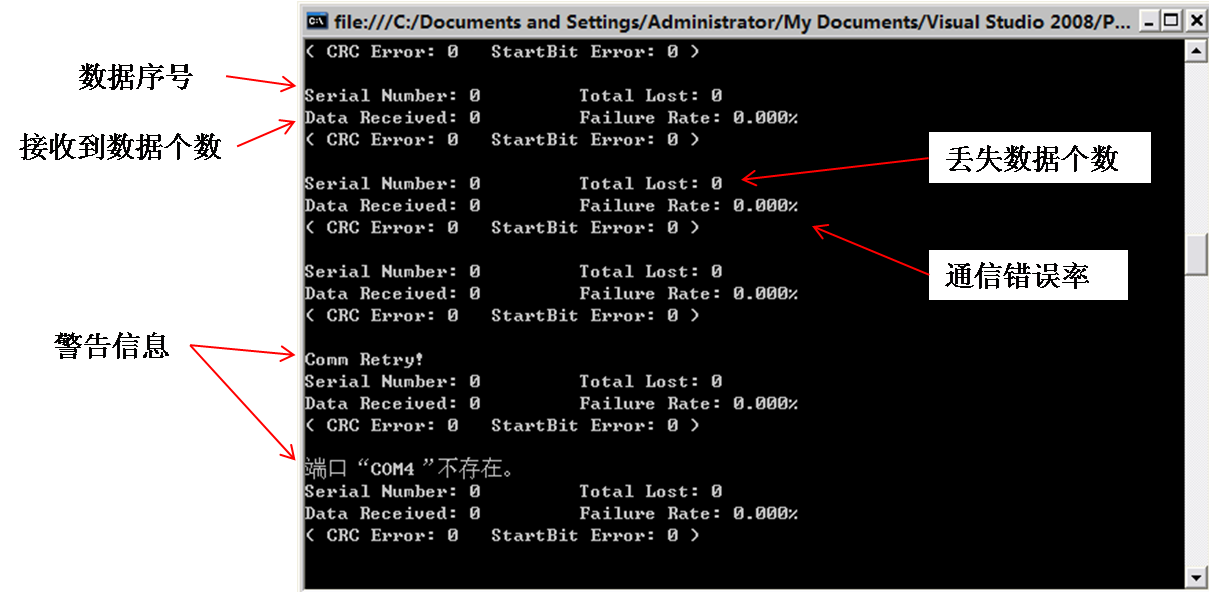 file:///C:/Documents and Settings/Administrator/My Documents/Visual Studio 2008/P...
( CRC Error: 0 StartBit Error: 0 )
数据序号
Serial Number: 0 Total Lost: 0
接收到数据个数
Data Received: 0 Failure Rate: 0.000%
( CRC Error: 0 StartBit Error: 0 )
丢失数据个数
Serial Number: 0 Total Lost: 0
Data Received: 0 Failure Rate: 0.000%
( CRC Error: 0 StartBit Error: 0 )
通信错误率
Serial Number: 0 Total Lost: 0
Data Received: 0 Failure Rate: 0.000%
( CRC Error: 0 StartBit Error: 0 )
警告信息
Comm Retry!
Serial Number: 0 Total Lost: 0
Data Received: 0 Failure Rate: 0.000%
( CRC Error: 0 StartBit Error: 0 )
端口“COM4”不存在。
Serial Number: 0 Total Lost: 0
Data Received: 0 Failure Rate: 0.000%
( CRC Error: 0 StartBit Error: 0 )